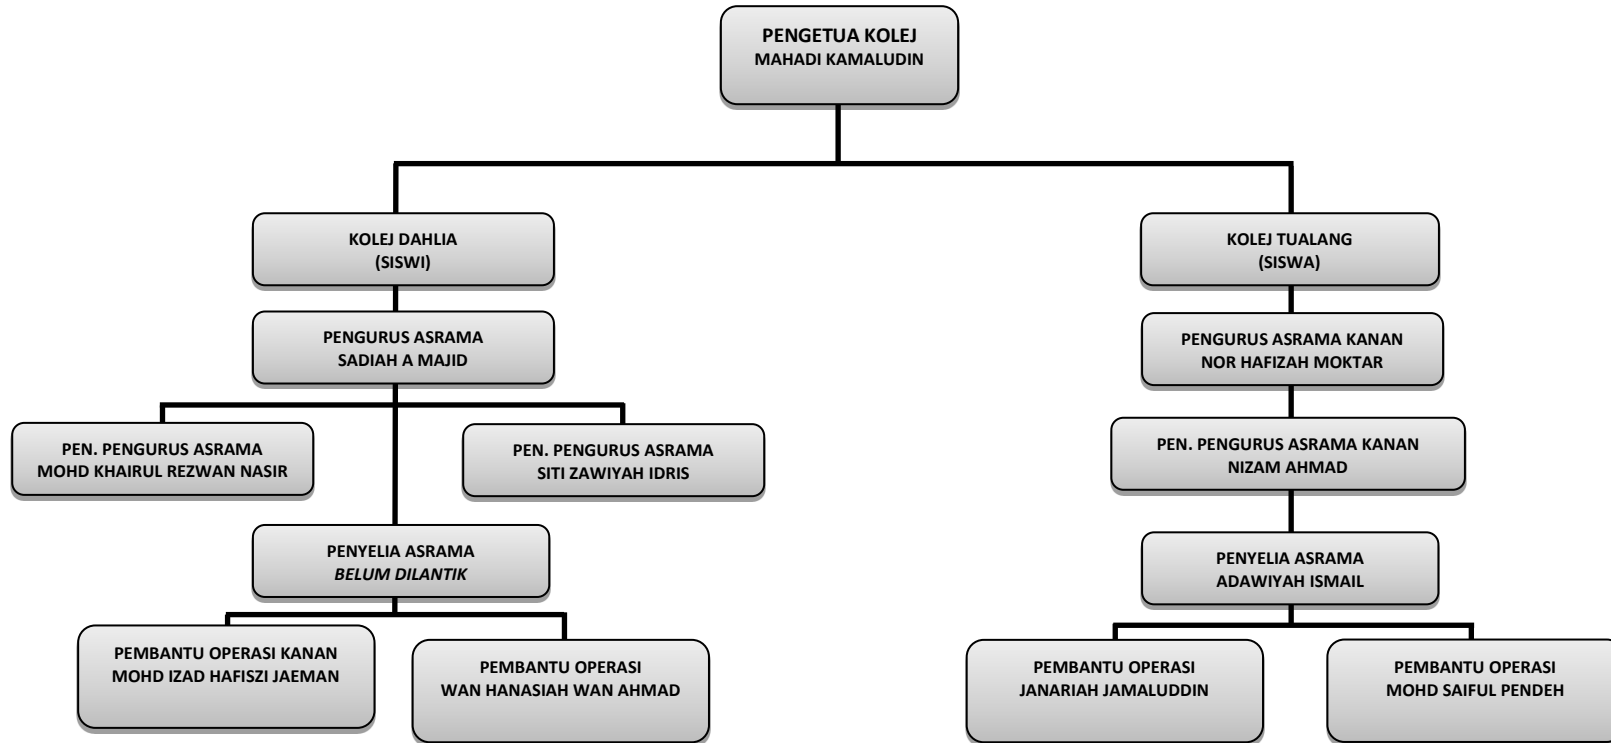 PENGETUA KOLEJ
MAHADI KAMALUDIN
KOLEJ DAHLIA
(SISWI)
KOLEJ TUALANG
(SISWA)
PENGURUS ASRAMA
SADIAH A MAJID
PENGURUS ASRAMA KANAN
NOR HAFIZAH MOKTAR
PEN. PENGURUS ASRAMA
MOHD KHAIRUL REZWAN NASIR
PEN. PENGURUS ASRAMA
SITI ZAWIYAH IDRIS
PEN. PENGURUS ASRAMA KANAN
NIZAM AHMAD
PENYELIA ASRAMA
BELUM DILANTIK
PENYELIA ASRAMA
ADAWIYAH ISMAIL
PEMBANTU OPERASI KANAN
MOHD IZAD HAFISZI JAEMAN
PEMBANTU OPERASI
WAN HANASIAH WAN AHMAD
PEMBANTU OPERASI
JANARIAH JAMALUDDIN
PEMBANTU OPERASI
MOHD SAIFUL PENDEH